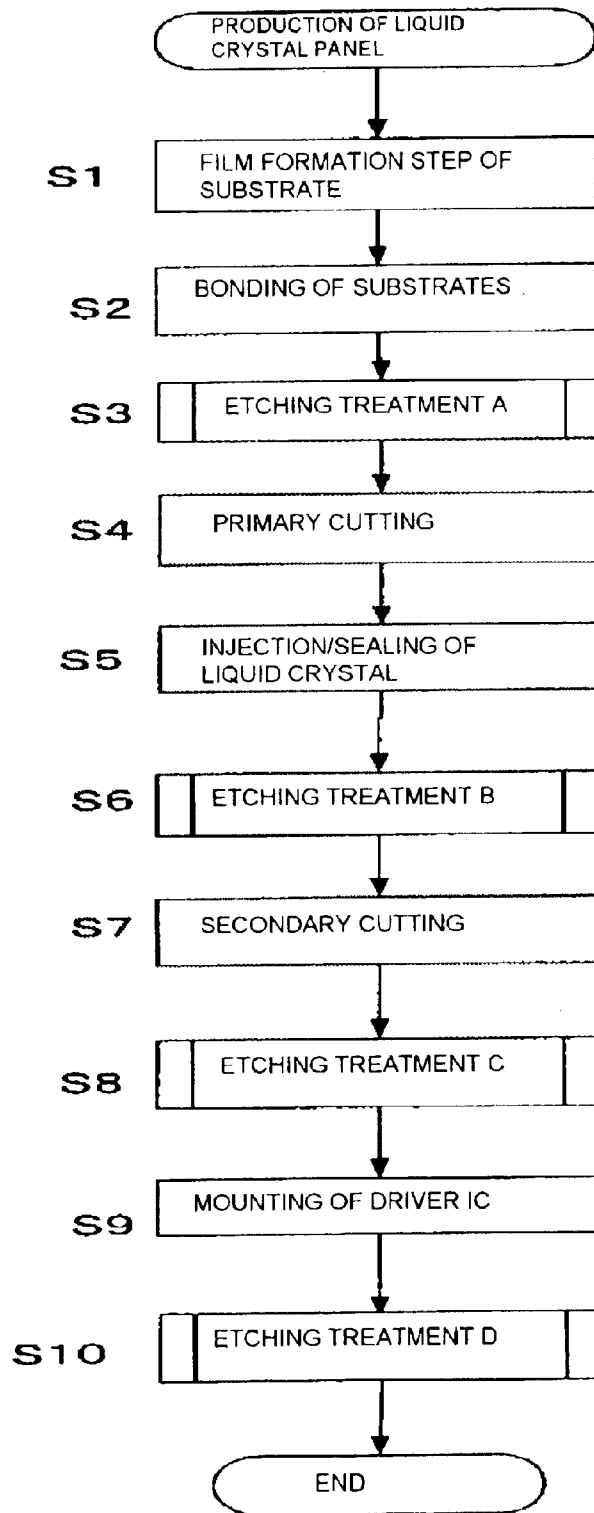 PRODUCTION OF LIQUID
CRYSTAL PANEL
S1
FILM FORMATION STEP OF
SUBSTRATE
S2
BONDING OF SUBSTRATES
S3
ETCHING TREATMENT A
S4
PRIMARY CUTTING
S5
INJECTION/SEALING OF
LIQUID CRYSTAL
S6
ETCHING TREATMENT B
S7
SECONDARY CUTTING
S8
ETCHING TREATMENT C
S9
MOUNTING OF DRIVER IC
S10
ETCHING TREATMENT D
END